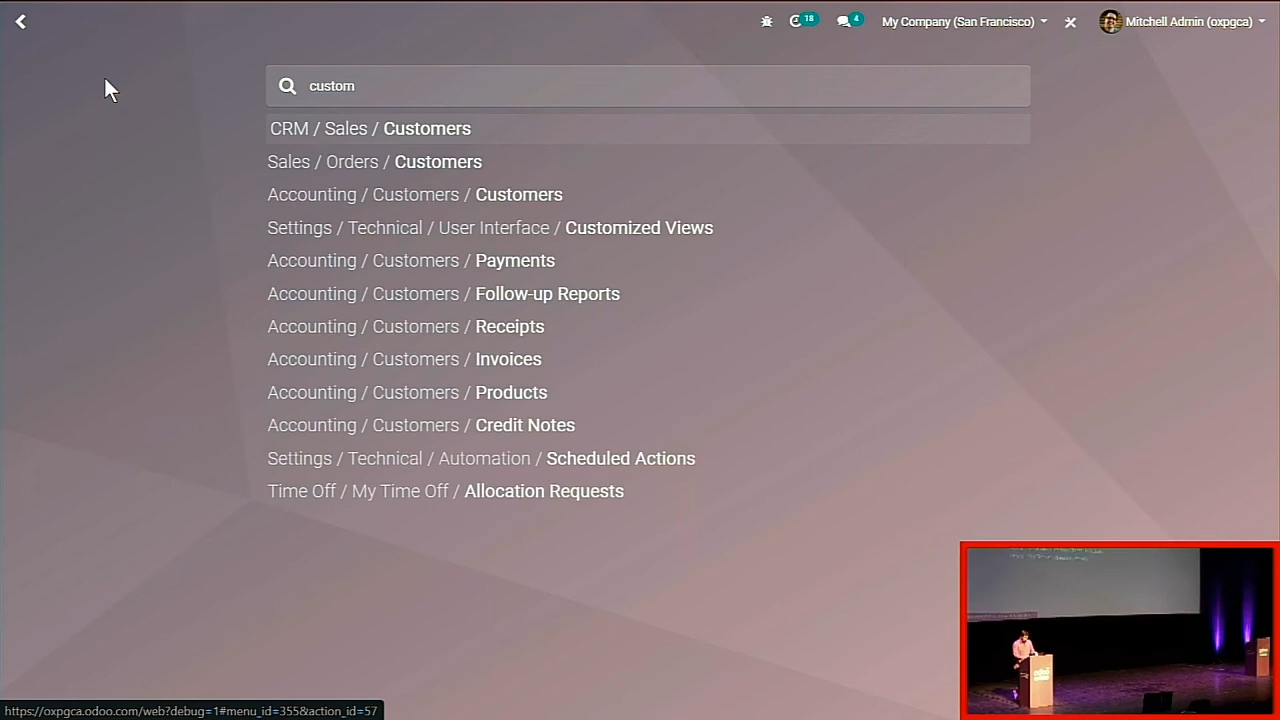 18
4
My Company (San Francisco)
Mitchell Admin (oxpgca)
custom
CRM / Sales / Customers
Sales / Orders / Customers
Accounting / Customers / Customers
Settings / Technical / User Interface / Customized Views
Accounting / Customers / Payments
Accounting / Customers / Follow-up Reports
Accounting / Customers / Receipts
Accounting / Customers / Invoices
Accounting / Customers / Products
Accounting / Customers / Credit Notes
Settings / Technical / Automation / Scheduled Actions
Time Off / My Time Off / Allocation Requests
https://oxpgca.odoo.com/web?debug=1#menu_id=355&action_id=57